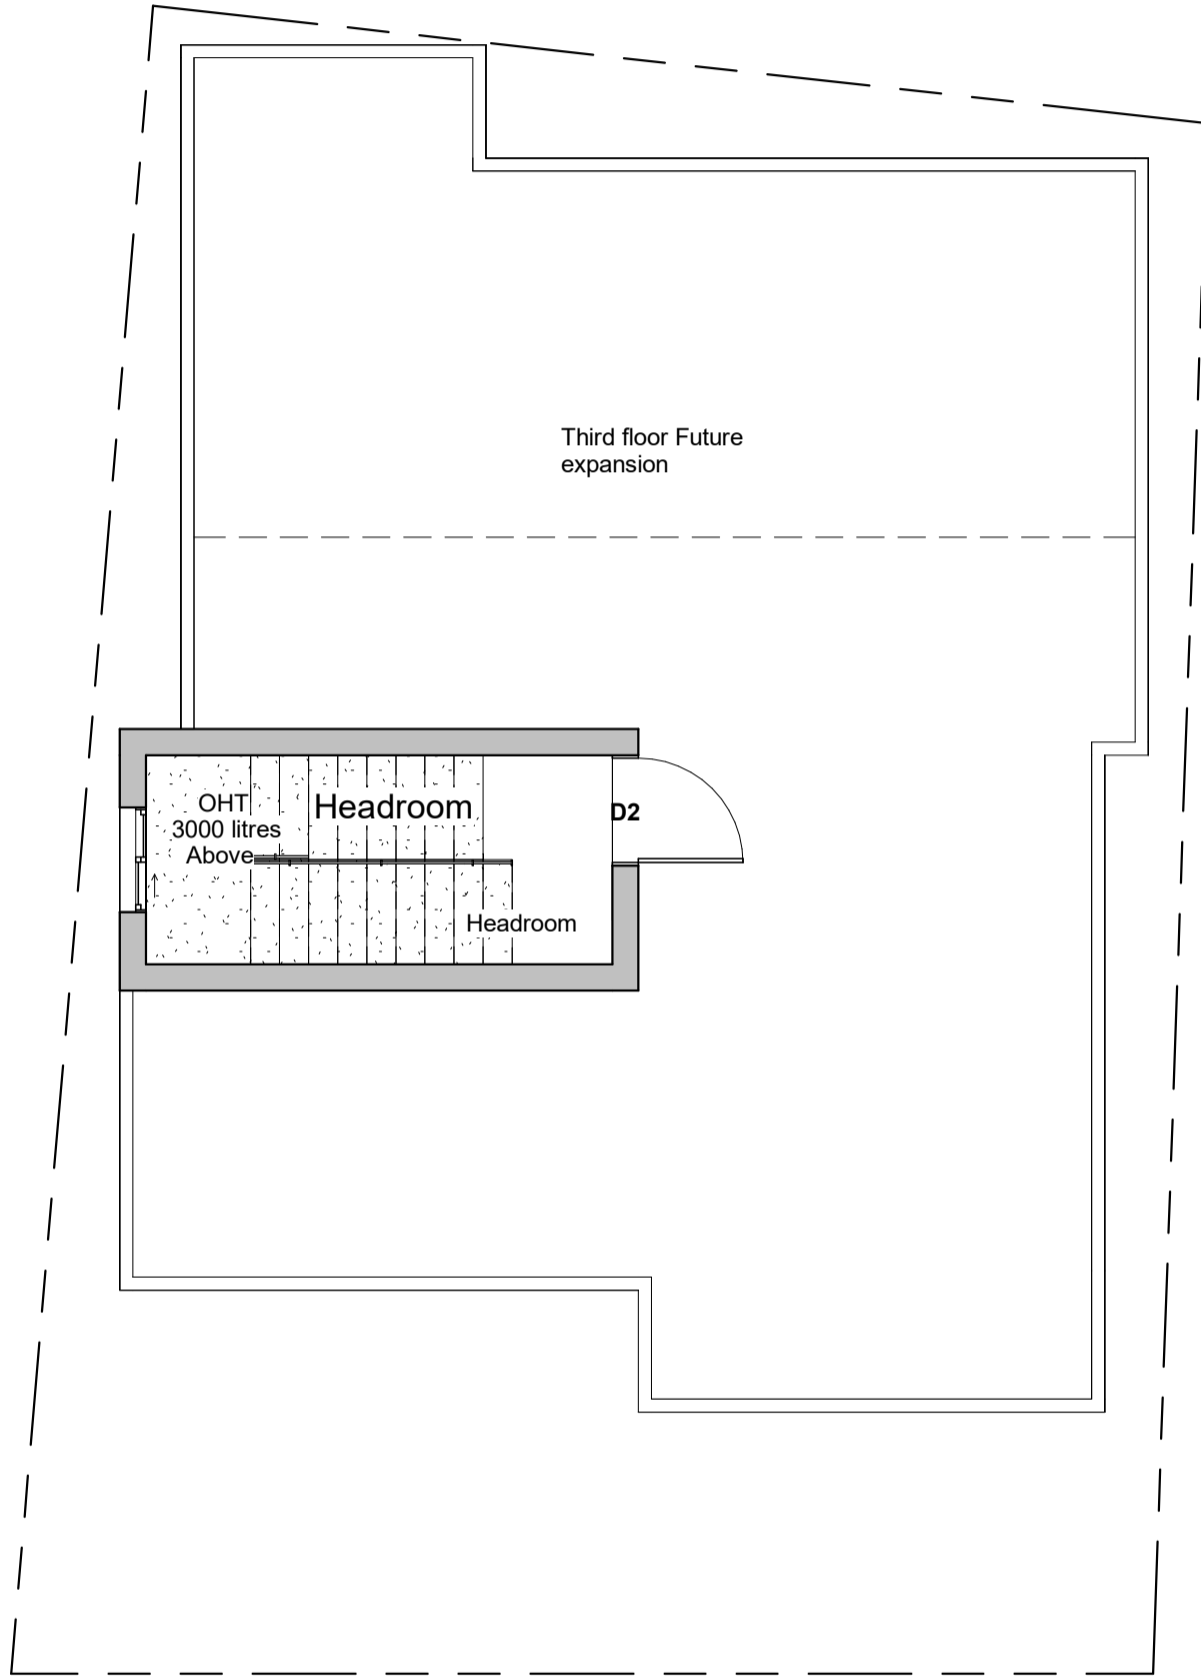 Third floor Future
expansion
OHT
3000 litres
Above
Headroom
D2
Headroom